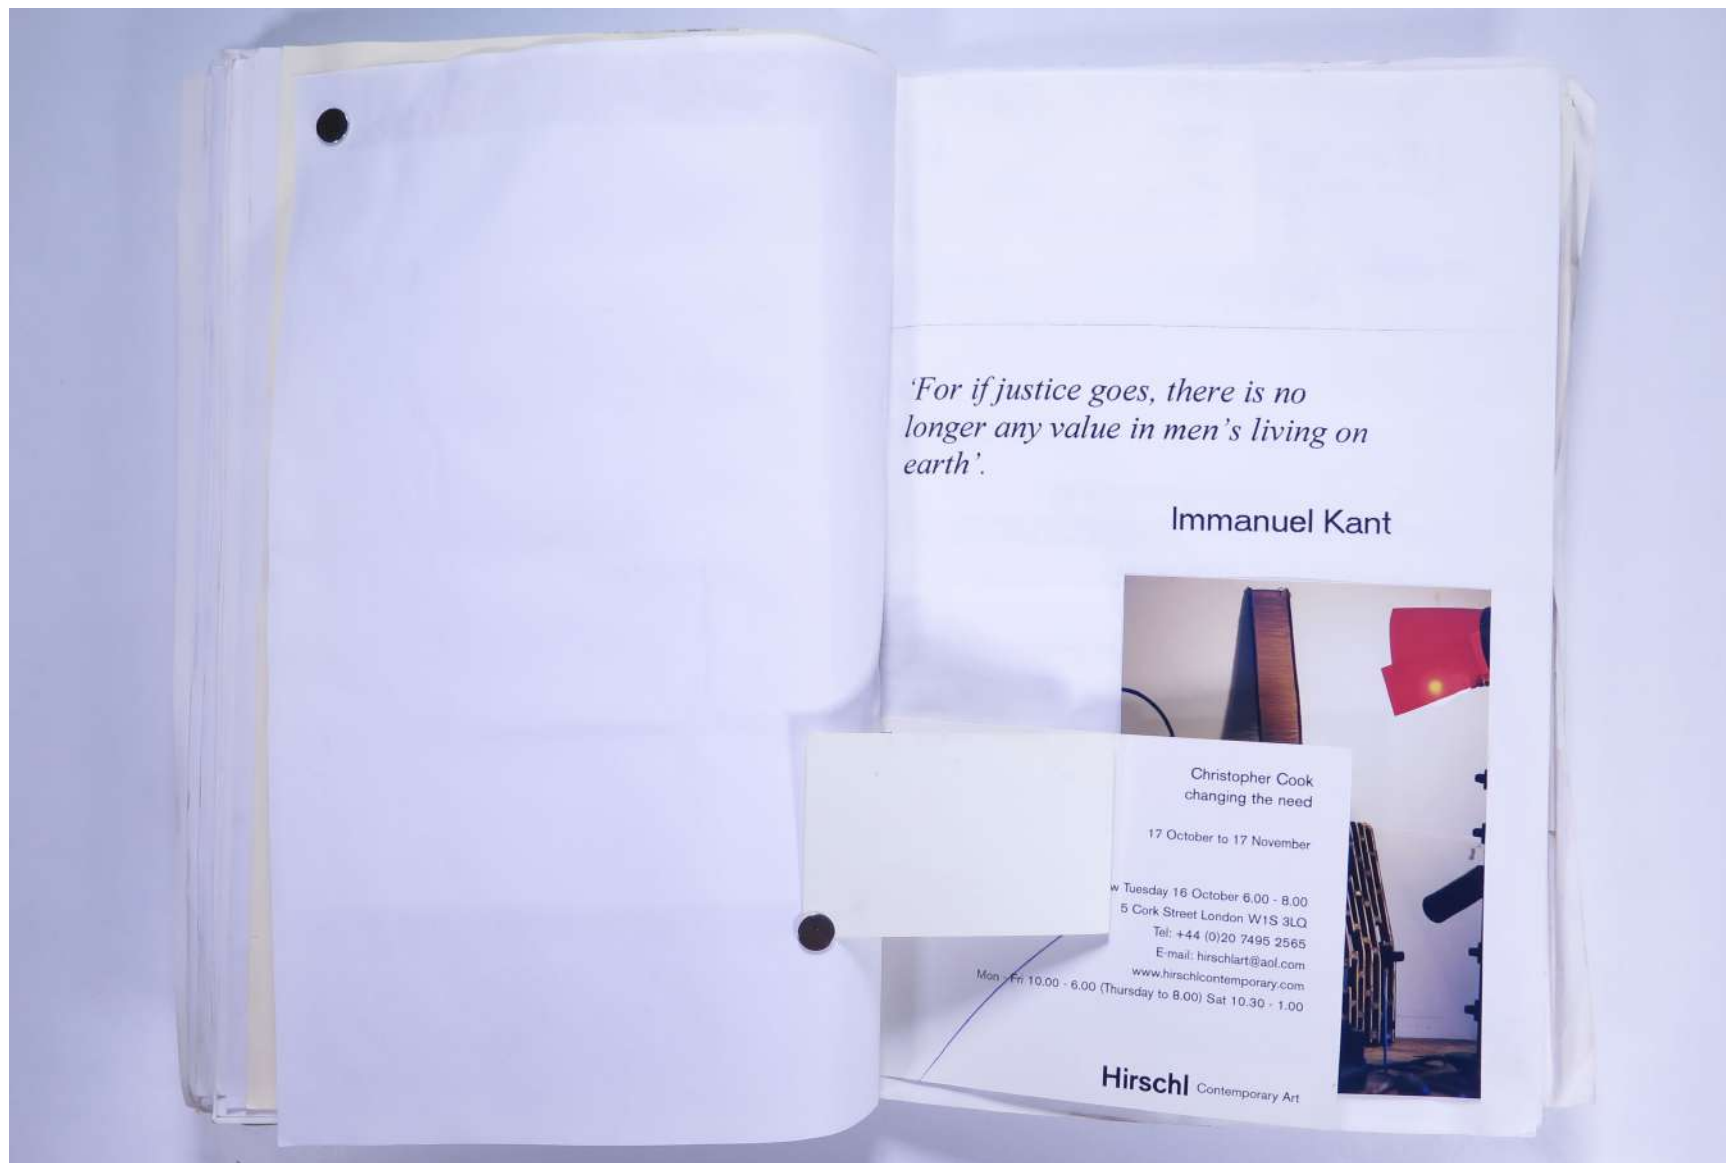 ‘For if justice goes, there is no
longer any value in men’s living on
earth’.
Immanuel Kant
Christopher Cook
changing the need
17 October to 17 November
w Tuesday 16 October 6.00 - 8.00
5 Cork Street London W1S 3LQ
Tel: +44 (0)20 7495 2565
E-mail: hirschlart@aol.com
www.hirschlcontemporary.com
Mon - Fri 10.00 - 6.00 (Thursday to 8.00) Sat 10.30 - 1.00
Hirschl Contemporary Art